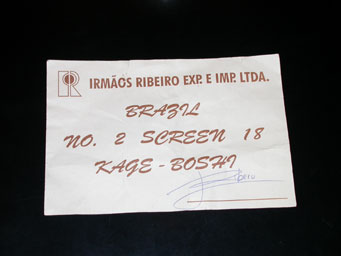 IRMÃOS RIBEIRO EXP. E IMP. LTDA.
BRAZIL
NO. 2 SCREEN 18
KAGE-BOSHI